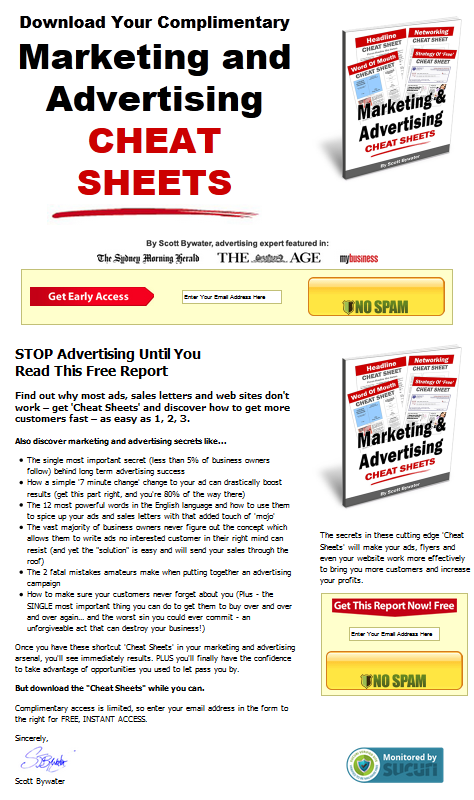 Download Your Complimentary
Marketing and
Advertising
CHEAT
SHEETS
Headline
CHEAT SHEET
Networking
CHEAT SHEET
Word Of Mouth
CHEAT SHEET
Strategy Of 'Free'
CHEAT SHEET
Marketing &
Advertising
CHEAT SHEETS
By Scott Bywater
By Scott Bywater, advertising expert featured in:
The Sydney Morning Herald
THE AGE
mybusiness
Get Early Access
Enter Your Email Address Here
NO SPAM
STOP Advertising Until You
Read This Free Report
Find out why most ads, sales letters and web sites don't
work – get 'Cheat Sheets' and discover how to get more
customers fast – as easy as 1, 2, 3.
Also discover marketing and advertising secrets like...
• The single most important secret (less than 5% of business owners
follow) behind long term advertising success
• How a simple '7 minute change' change to your ad can drastically boost
results (get this part right, and you're 80% of the way there)
• The 12 most powerful words in the English language and how to use them
to spice up your ads and sales letters with that added touch of 'mojo'
• The vast majority of business owners never figure out the concept which
allows them to write ads no interested customer in their right mind can
resist (and yet the "solution" is easy and will send your sales through the
roof)
• The 2 fatal mistakes amateurs make when putting together an advertising
campaign
• How to make sure your customers never forget about you (Plus - the
SINGLE most important thing you can do to get them to buy over and over
and over again... and the worst sin you could ever commit - an
unforgiveable act that can destroy your business!)
Once you have these shortcut 'Cheat Sheets' in your marketing and advertising
arsenal, you'll see immediately results. PLUS you'll finally have the confidence
to take advantage of opportunities you used to let pass you by.
But download the "Cheat Sheets" while you can.
Complimentary access is limited, so enter your email address in the form to
the right for FREE, INSTANT ACCESS.
Sincerely,
Scott Bywater
Headline
CHEAT SHEET
Networking
CHEAT SHEET
Word Of Mouth
CHEAT SHEET
Strategy Of 'Free'
CHEAT SHEET
Marketing &
Advertising
CHEAT SHEETS
By Scott Bywater
The secrets in these cutting edge 'Cheat
Sheets' will make your ads, flyers and
even your website work more effectively
to bring you more customers and increase
your profits.
Get This Report Now! Free
Enter Your Email Address Here
NO SPAM
Monitored by
sucuri